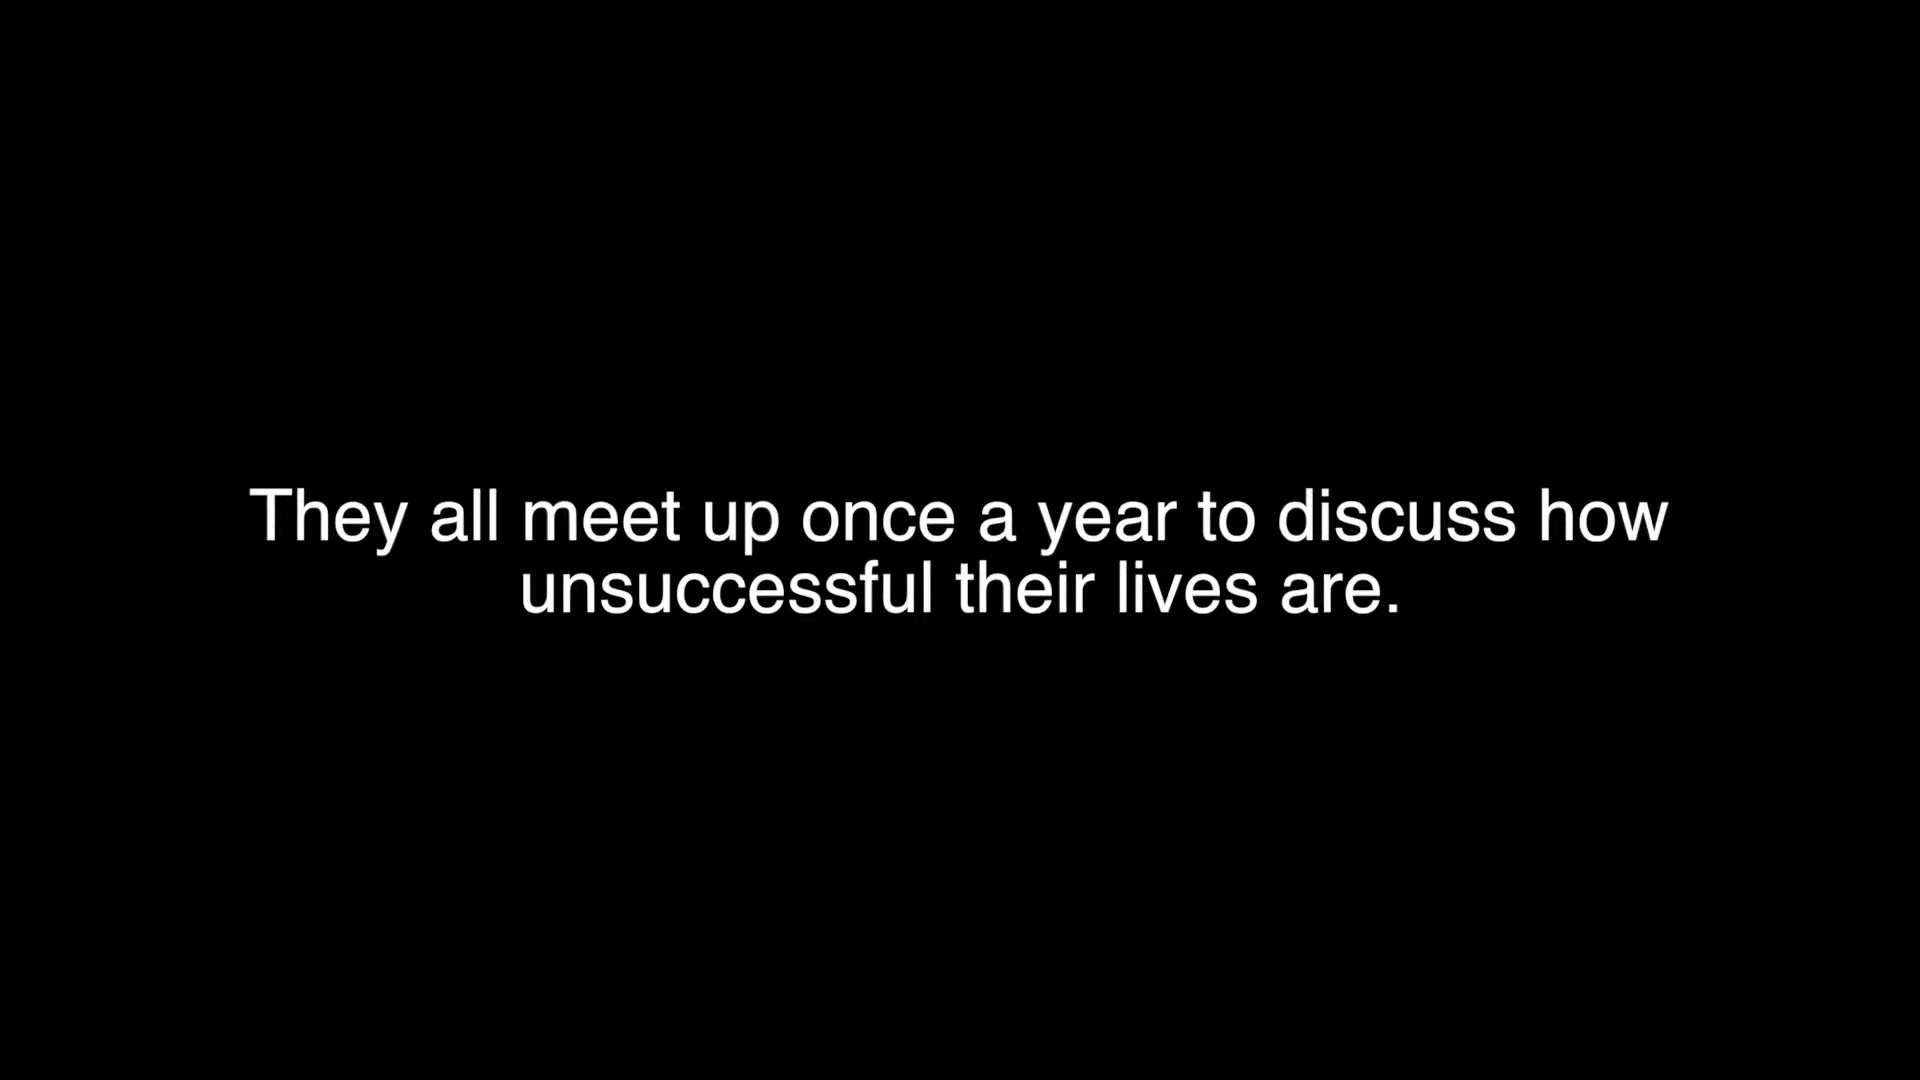 They all meet up once a year to discuss how
unsuccessful their lives are.